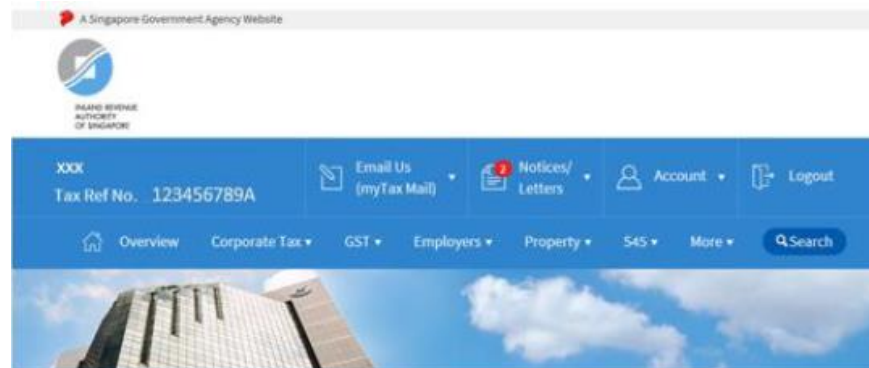 A Singapore Government Agency Website
INLAND REVENUE
AUTHORITY
OF SINGAPORE
XXX
Tax Ref No. 123456789A
Email Us
(myTax Mail)
2
Notices/
Letters
Account
Logout
Overview Corporate Tax GST Employers Property S45 More Search